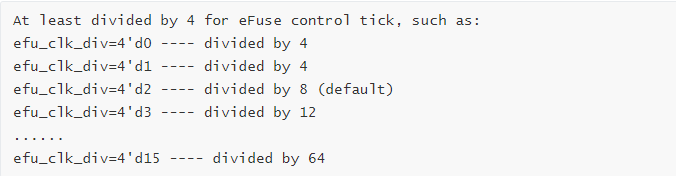 At least divided by 4 for eFuse control tick, such as:
efu_clk_div=4'd0 ---- divided by 4
efu_clk_div=4'd1 ---- divided by 4
efu_clk_div=4'd2 ---- divided by 8 (default)
efu_clk_div=4'd3 ---- divided by 12
......
efu_clk_div=4'd15 ---- divided by 64